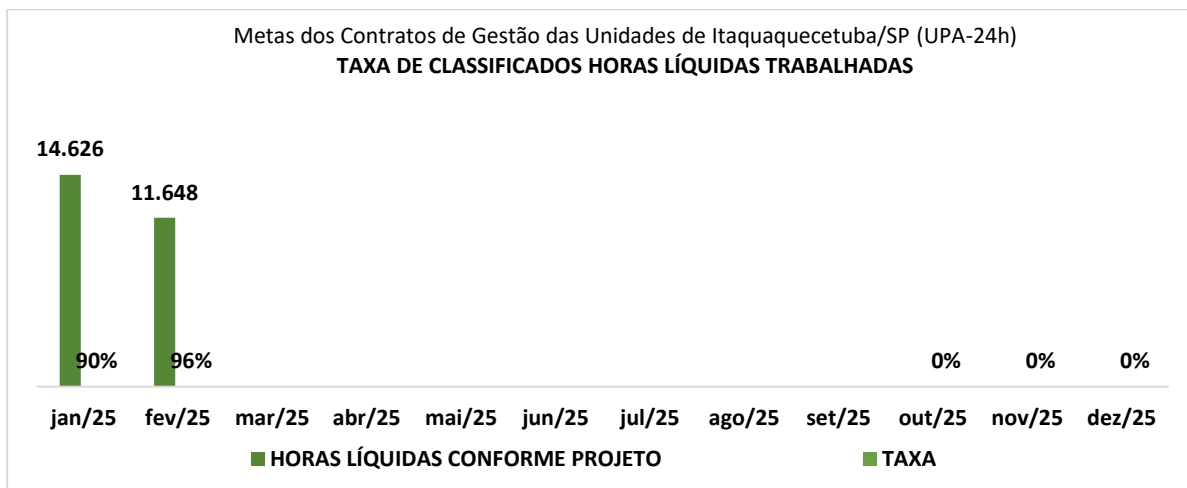 Metas dos Contratos de Gestão das Unidades de Itaquaquecetuba/SP (UPA-24h)
TAXA DE CLASSIFICADOS HORAS LÍQUIDAS TRABALHADAS
14.626
11.648
90% 96% 0% 0% 0%
jan/25 fev/25 mar/25 abr/25 mai/25 jun/25 jul/25 ago/25 set/25 out/25 nov/25 dez/25
HORAS LÍQUIDAS CONFORME PROJETO TAXA